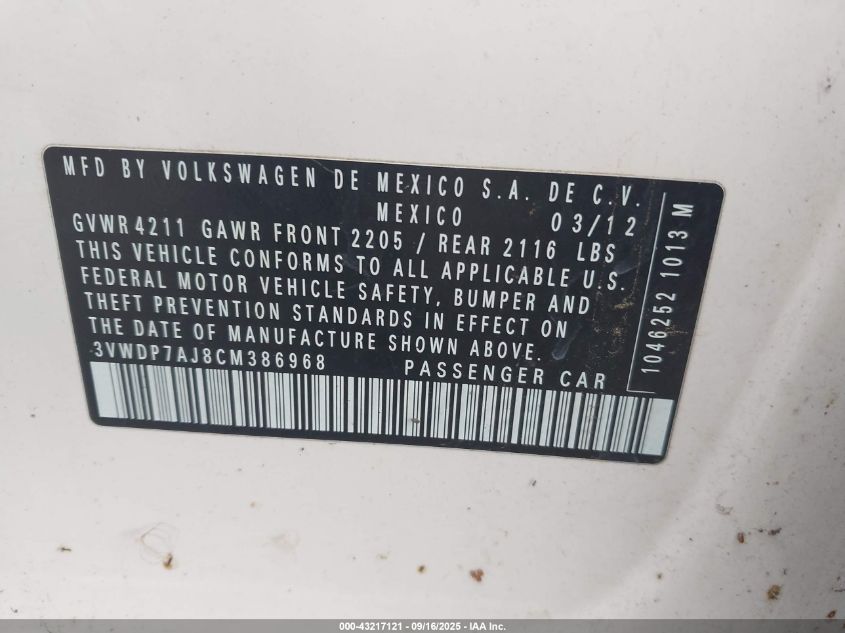 MFD BY VOLKSWAGEN DE MEXICO S.A. DE C.V.
MEXICO 03/12
GVWR 4211 GAWR FRONT 2205 / REAR 2116 LBS
THIS VEHICLE CONFORMS TO ALL APPLICABLE U.S.
FEDERAL MOTOR VEHICLE SAFETY, BUMPER AND
THEFT PREVENTION STANDARDS IN EFFECT ON
THE DATE OF MANUFACTURE SHOWN ABOVE.
3VWDP7AJ8CM386968 PASSENGER CAR
1046252 1013 M
000-43217121 - 09/16/2025 - IAA Inc.